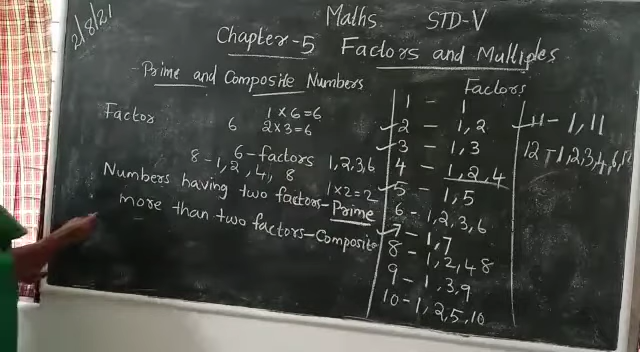 2/8/21
Maths. STD-V
Chapter-5 Factors and Multiples
Prime and Composite Numbers
Factor
6
1 × 6 = 6
2 × 3 = 6
6 - factors 1, 2, 3, 6
8 - 1, 2, 4, 8
1 × 2 = 2
Numbers having two factors - Prime
more than two factors - Composite
Factors
1 - 1
✓2 - 1, 2
✓3 - 1, 3
4 - 1, 2, 4
✓5 - 1, 5
6 - 1, 2, 3, 6
✓7 - 1, 7
8 - 1, 2, 4 8
9 - 1, 3, 9
10 - 1, 2, 5, 10
✓11 - 1, 11
12 - 1, 2, 3, 4, 6, 12